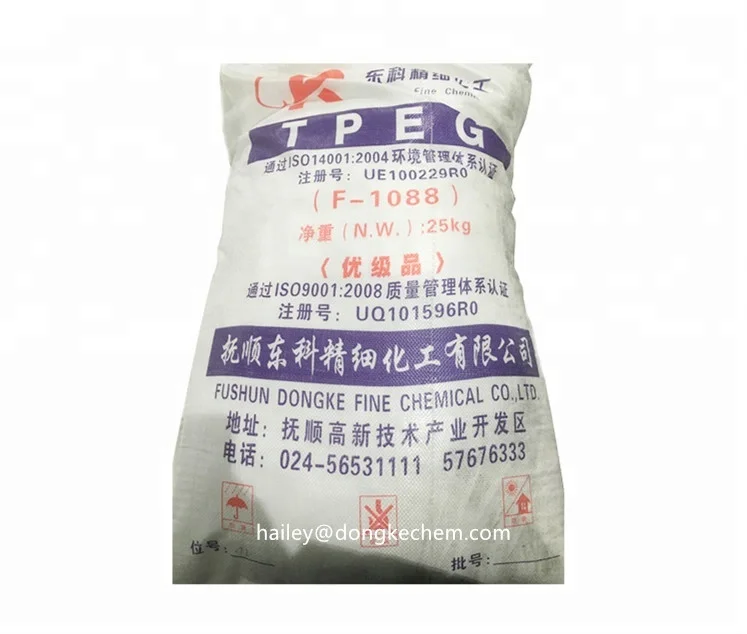 东科精细化工
Fine Chem
TPEG
通过ISO14001:2004环境管理体系认证
注册号：UE100229R0
（F-1088）
净重（N.W.）:25kg
〈优级品〉
通过ISO9001:2008质量管理体系认证
注册号：UQ101596R0
抚顺东科精细化工有限公司
FUSHUN DONGKE FINE CHEMICAL CO.,LTD.
地址：抚顺高新技术产业开发区
电话：024-56531111 57676333
hailey@dongkechem.com
位号：
批号：